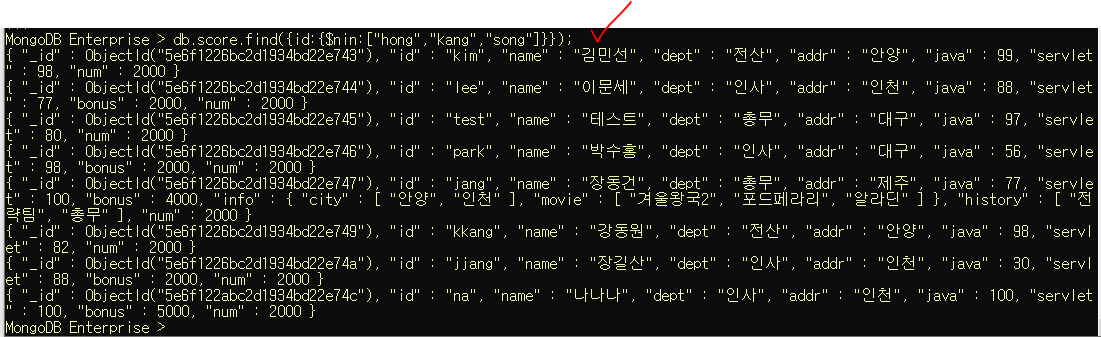 MongoDB Enterprise > db.score.find({id:{$nin:["hong","kang","song"]}});
{ "_id" : ObjectId("5e6f1226bc2d1934bd22e743"), "id" : "kim", "name" : "김민선", "dept" : "전산", "addr" : "안양", "java" : 99, "servlet
" : 98, "num" : 2000 }
{ "_id" : ObjectId("5e6f1226bc2d1934bd22e744"), "id" : "lee", "name" : "이문세", "dept" : "인사", "addr" : "인천", "java" : 88, "servlet
" : 77, "bonus" : 2000, "num" : 2000 }
{ "_id" : ObjectId("5e6f1226bc2d1934bd22e745"), "id" : "test", "name" : "테스트", "dept" : "총무", "addr" : "대구", "java" : 97, "servle
t" : 80, "num" : 2000 }
{ "_id" : ObjectId("5e6f1226bc2d1934bd22e746"), "id" : "park", "name" : "박수홍", "dept" : "인사", "addr" : "대구", "java" : 56, "servle
t" : 98, "bonus" : 2000, "num" : 2000 }
{ "_id" : ObjectId("5e6f1226bc2d1934bd22e747"), "id" : "jang", "name" : "장동건", "dept" : "총무", "addr" : "제주", "java" : 77, "servle
t" : 100, "bonus" : 4000, "info" : { "city" : [ "안양", "인천" ], "movie" : [ "겨울왕국2", "포드페라리", "알라딘" ] }, "history" : [ "전
략팀", "총무" ], "num" : 2000 }
{ "_id" : ObjectId("5e6f1226bc2d1934bd22e749"), "id" : "kkang", "name" : "강동원", "dept" : "전산", "addr" : "안양", "java" : 98, "servl
et" : 82, "num" : 2000 }
{ "_id" : ObjectId("5e6f1226bc2d1934bd22e74a"), "id" : "jjang", "name" : "장길산", "dept" : "인사", "addr" : "인천", "java" : 30, "servl
et" : 88, "bonus" : 2000, "num" : 2000 }
{ "_id" : ObjectId("5e6f122abc2d1934bd22e74c"), "id" : "na", "name" : "나나나", "dept" : "인사", "addr" : "인천", "java" : 100, "servlet
" : 100, "bonus" : 5000, "num" : 2000 }
MongoDB Enterprise >